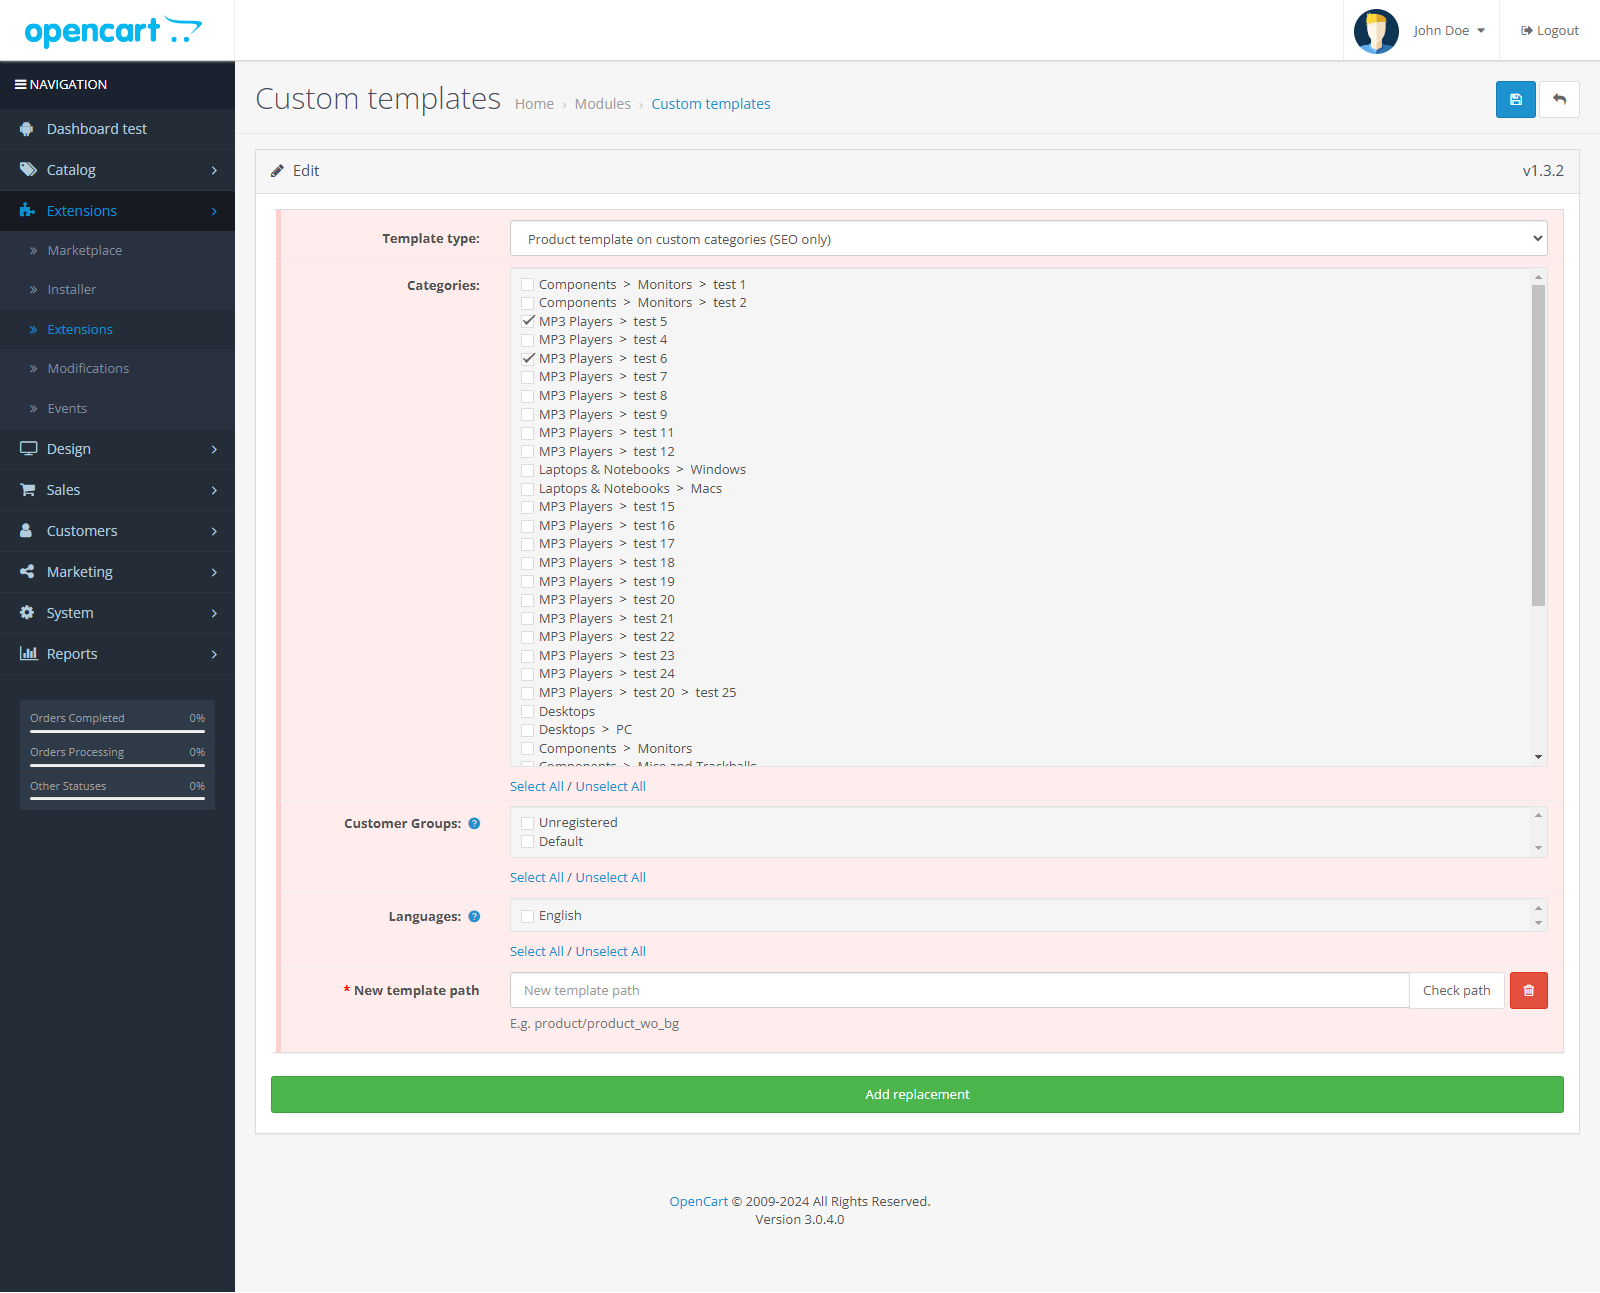 opencart
John Doe
Logout
NAVIGATION
Dashboard test
Catalog
Extensions
Marketplace
Installer
Extensions
Modifications
Events
Design
Sales
Customers
Marketing
System
Reports
Orders Completed 0%
Orders Processing 0%
Other Statuses 0%
Custom templates Home › Modules › Custom templates
Edit v1.3.2
Template type: Product template on custom categories (SEO only)
Categories:
Components > Monitors > test 1
Components > Monitors > test 2
MP3 Players > test 5
MP3 Players > test 4
MP3 Players > test 6
MP3 Players > test 7
MP3 Players > test 8
MP3 Players > test 9
MP3 Players > test 11
MP3 Players > test 12
Laptops & Notebooks > Windows
Laptops & Notebooks > Macs
MP3 Players > test 15
MP3 Players > test 16
MP3 Players > test 17
MP3 Players > test 18
MP3 Players > test 19
MP3 Players > test 20
MP3 Players > test 21
MP3 Players > test 22
MP3 Players > test 23
MP3 Players > test 24
MP3 Players > test 20 > test 25
Desktops
Desktops > PC
Components > Monitors
Components > Mice and Trackballs
Select All / Unselect All
Customer Groups:
Unregistered
Default
Select All / Unselect All
Languages:
English
Select All / Unselect All
* New template path New template path Check path
E.g. product/product_wo_bg
Add replacement
OpenCart © 2009-2024 All Rights Reserved.
Version 3.0.4.0